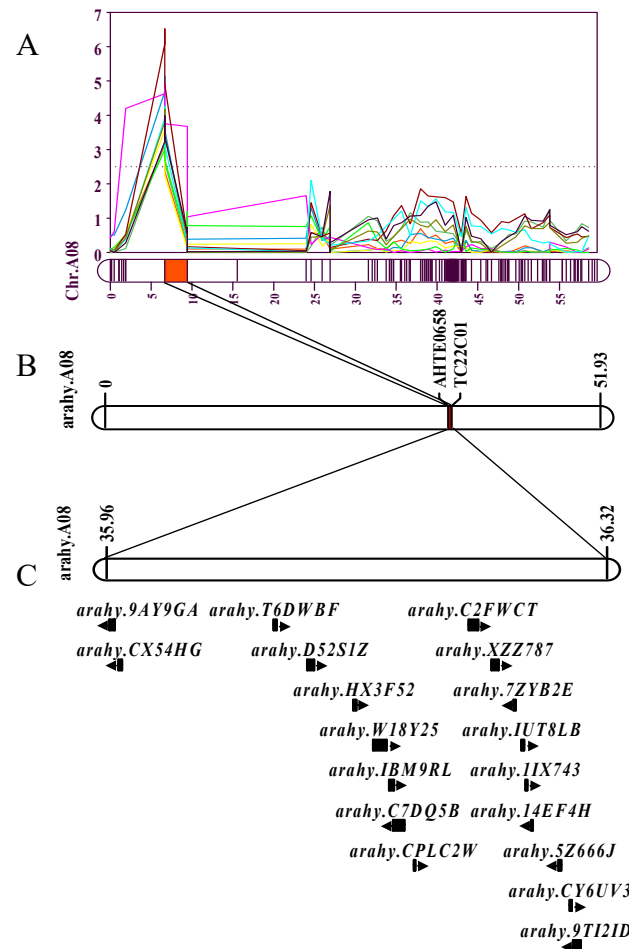 A
7
6
5
4
3
2
1
0
Chr.A08
0 5 10 15 20 25 30 35 40 45 50 55
B
arahy.A08
0
AHTE0658
TC22C01
51.93
C
arahy.A08
35.96
36.32
arahy.9AY9GA arahy.T6DWBF arahy.C2FWCT
arahy.CX54HG arahy.D52S1Z arahy.XZZ787
arahy.HX3F52 arahy.7ZYB2E
arahy.W18Y25 arahy.IUT8LB
arahy.IBM9RL arahy.1IX743
arahy.C7DQ5B arahy.14EF4H
arahy.CPLC2W arahy.5Z666J
arahy.CY6UV3
arahy.9TI2ID